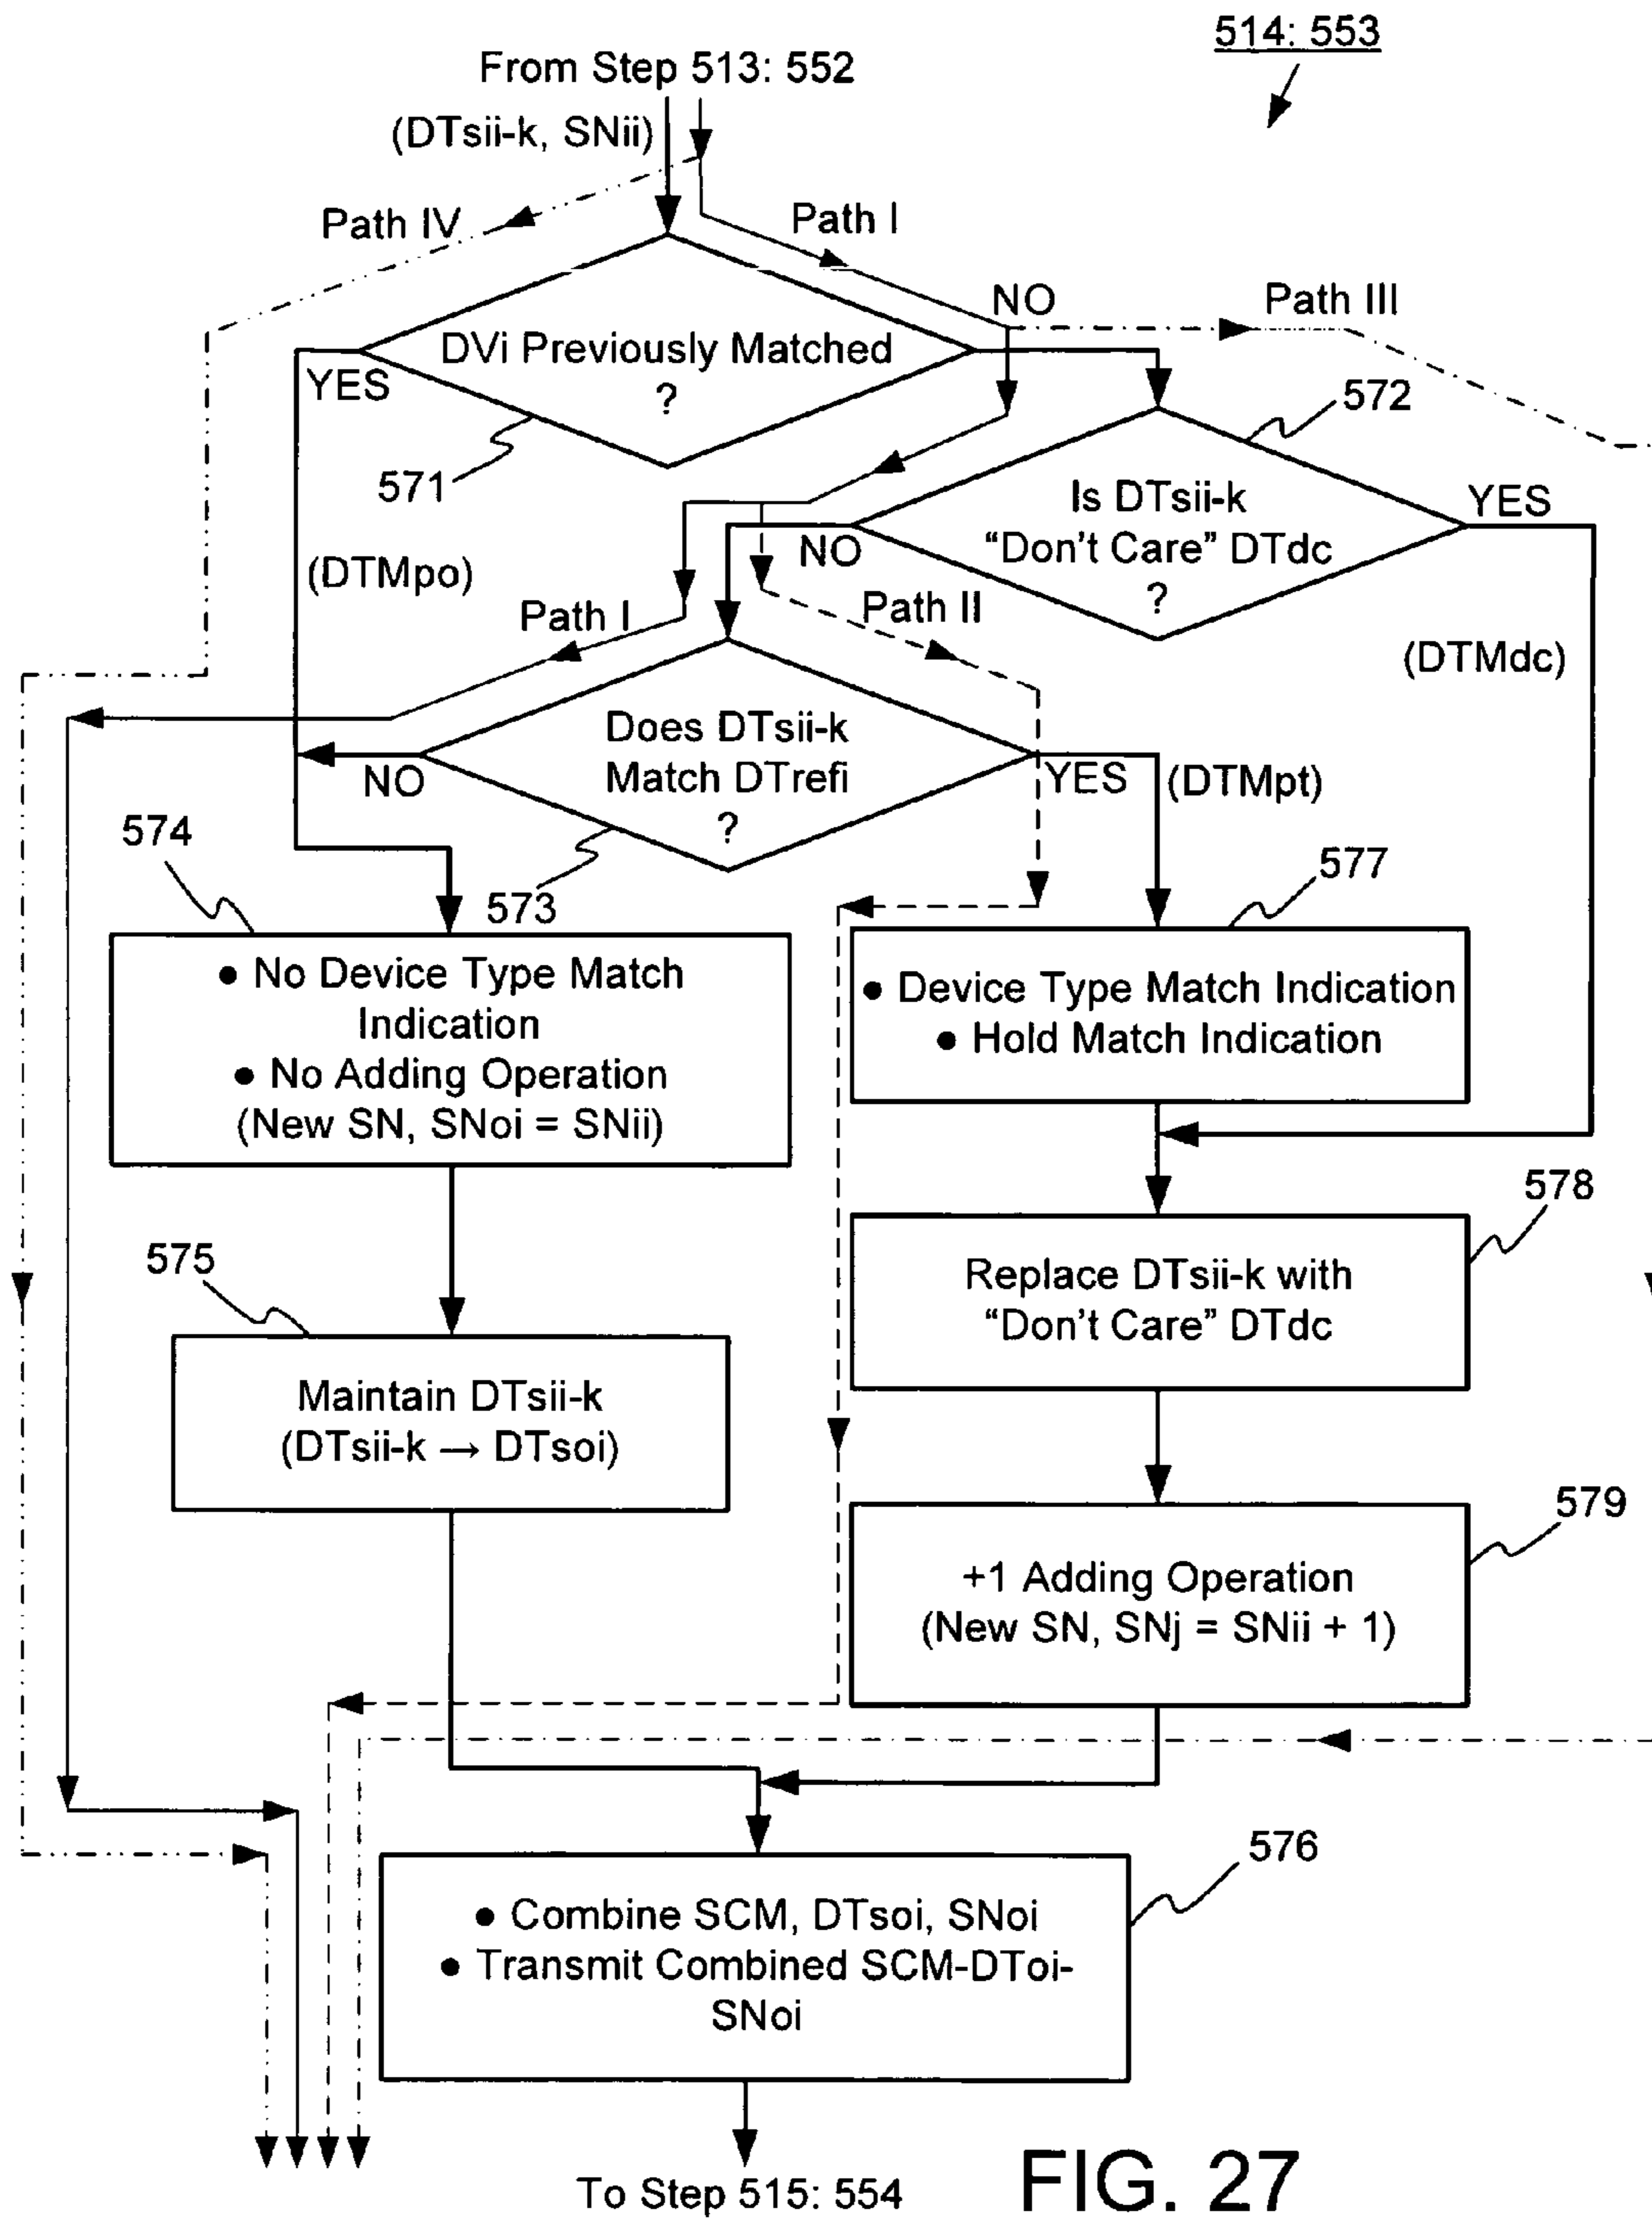 514: 553
From Step 513: 552
(DTsii-k, SNii)
Path IV
Path I
NO
Path III
DVi Previously Matched
?
YES
571
572
Is DTsii-k
“Don't Care” DTdc
?
YES
NO
(DTMpo)
Path I
Path II
(DTMdc)
Does DTsii-k
Match DTrefi
?
NO
YES
(DTMpt)
574
573
577
● No Device Type Match
Indication
● No Adding Operation
(New SN, SNoi = SNii)
● Device Type Match Indication
● Hold Match Indication
578
575
Replace DTsii-k with
“Don't Care” DTdc
Maintain DTsii-k
(DTsii-k → DTsoi)
579
+1 Adding Operation
(New SN, SNj = SNii + 1)
576
● Combine SCM, DTsoi, SNoi
● Transmit Combined SCM-DToi-
SNoi
To Step 515: 554
FIG. 27